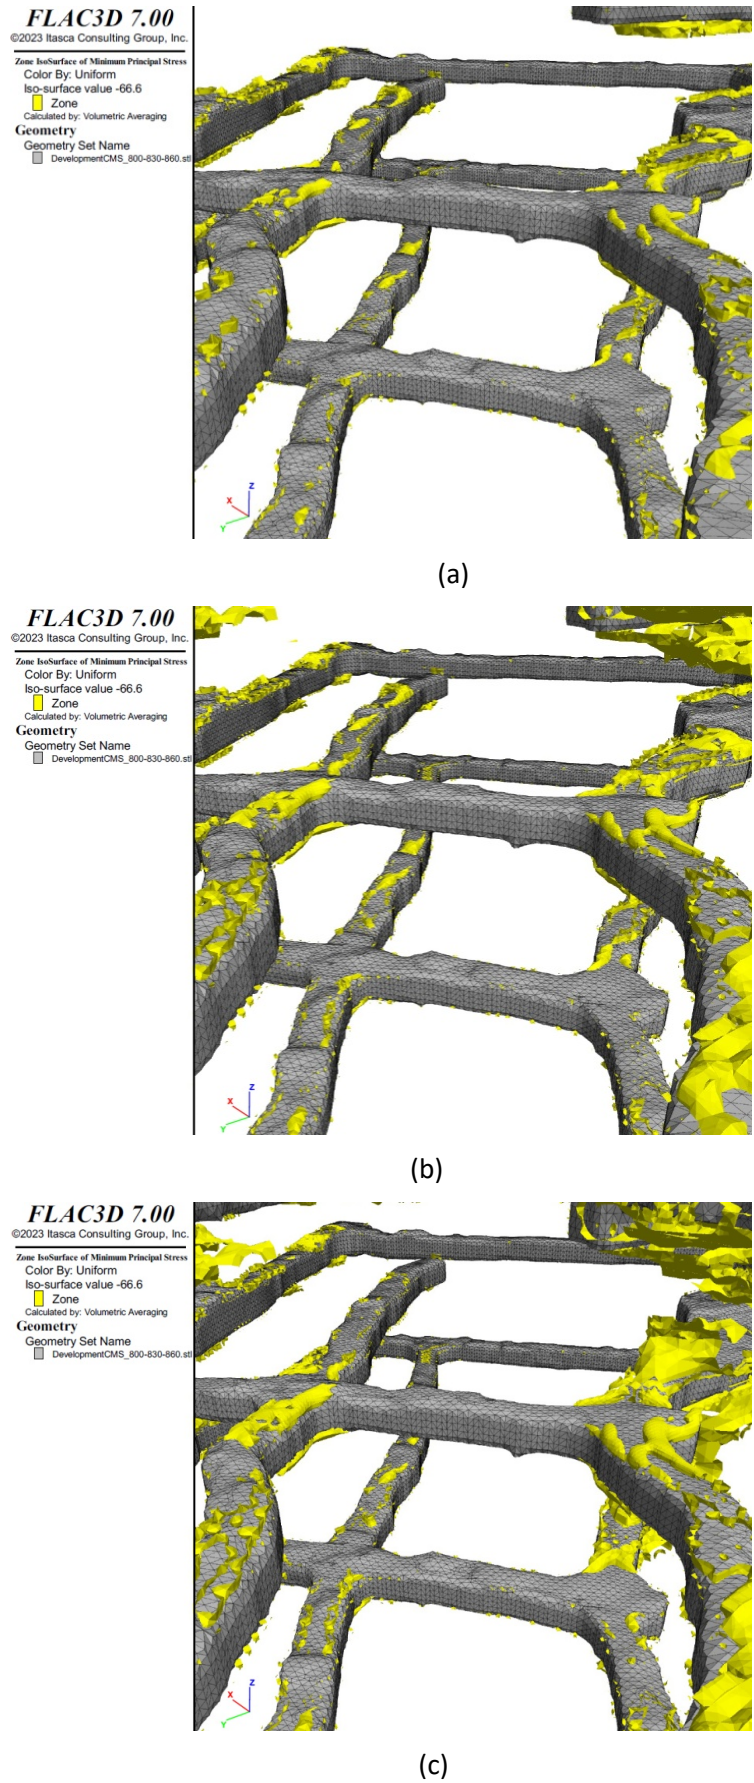 FLAC3D 7.00
©2023 Itasca Consulting Group, Inc.
Zone IsoSurface of Minimum Principal Stress
Color By: Uniform
Iso-surface value -66.6
Zone
Calculated by: Volumetric Averaging
Geometry
Geometry Set Name
DevelopmentCMS_800-830-860.stl
Z
X
Y
(a)
FLAC3D 7.00
©2023 Itasca Consulting Group, Inc.
Zone IsoSurface of Minimum Principal Stress
Color By: Uniform
Iso-surface value -66.6
Zone
Calculated by: Volumetric Averaging
Geometry
Geometry Set Name
DevelopmentCMS_800-830-860.stl
Z
X
Y
(b)
FLAC3D 7.00
©2023 Itasca Consulting Group, Inc.
Zone IsoSurface of Minimum Principal Stress
Color By: Uniform
Iso-surface value -66.6
Zone
Calculated by: Volumetric Averaging
Geometry
Geometry Set Name
DevelopmentCMS_800-830-860.stl
Z
X
Y
(c)